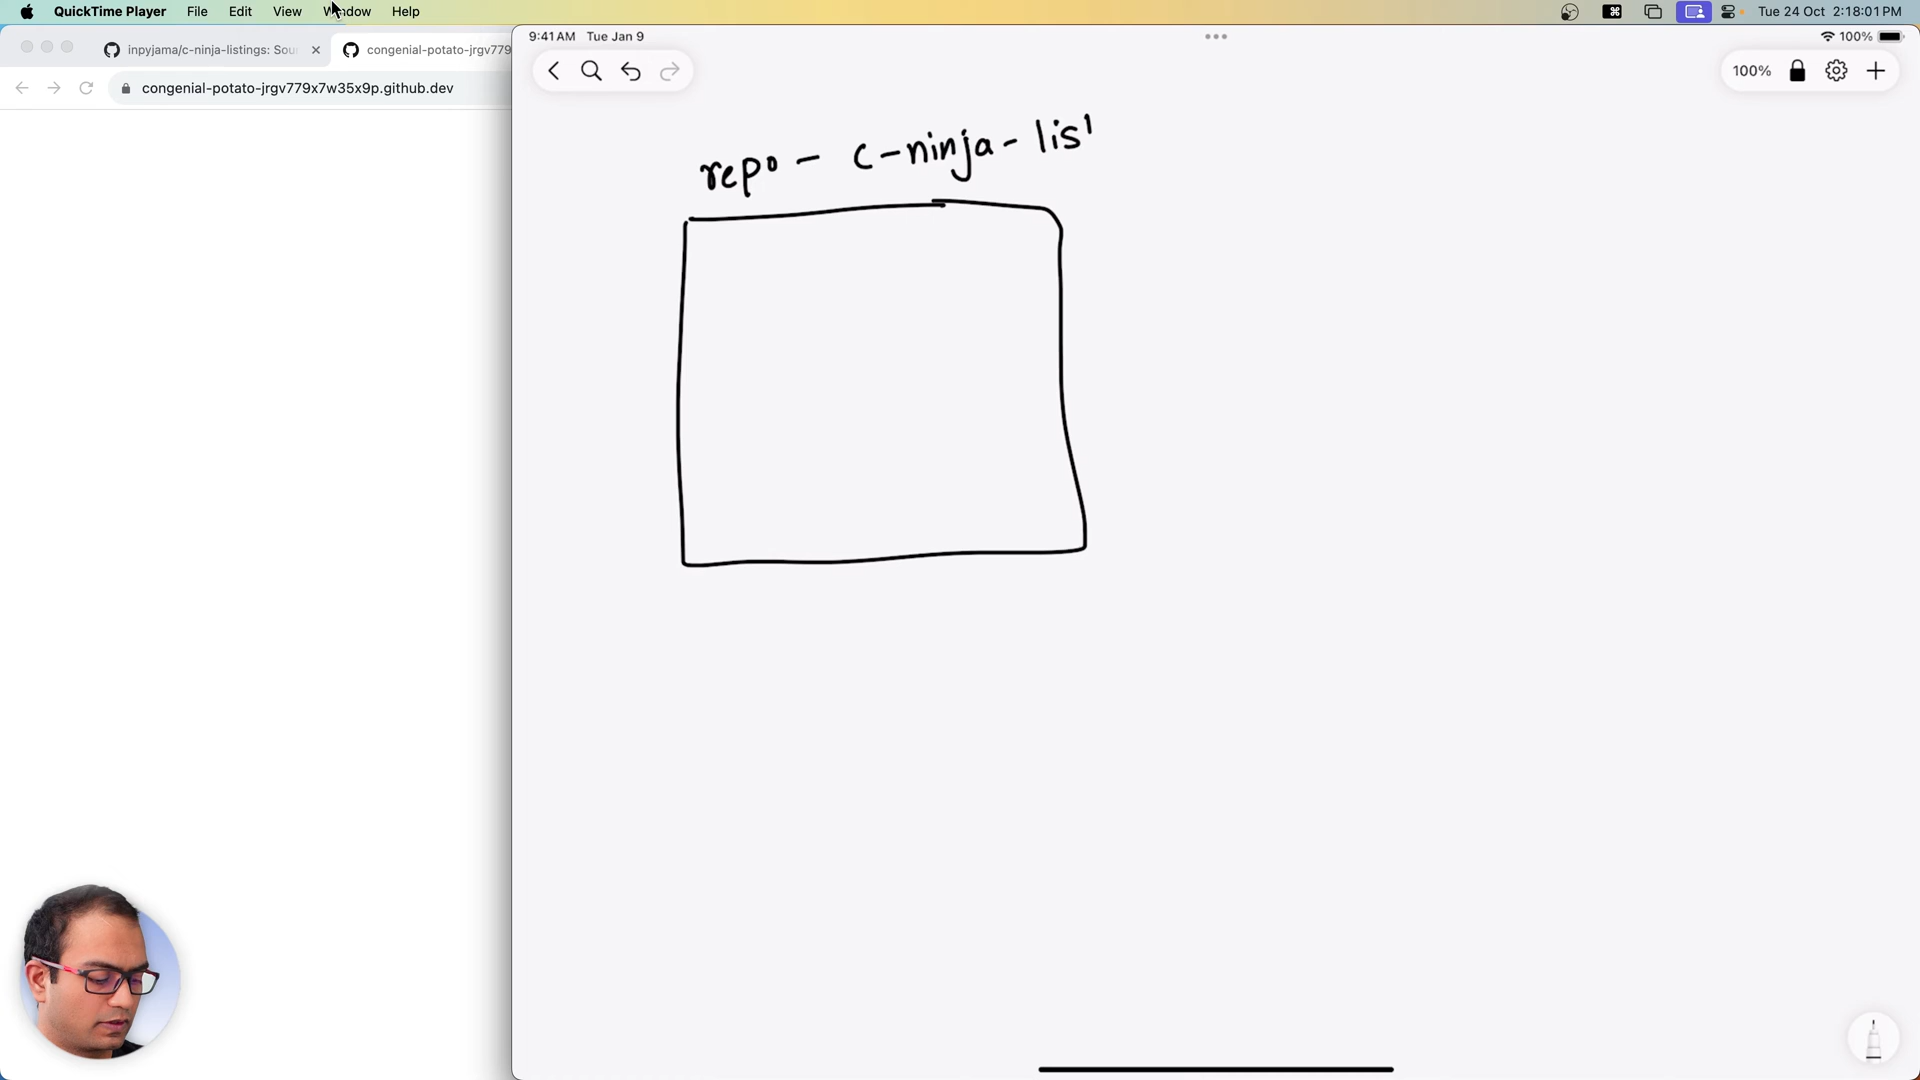 QuickTime Player File Edit View Window Help Tue 24 Oct 2:18:01 PM
inpyjama/c-ninja-listings: Sou congenial-potato-jrgv779
congenial-potato-jrgv779x7w35x9p.github.dev
9:41 AM Tue Jan 9 100%
100%
repo - c-ninja-lis